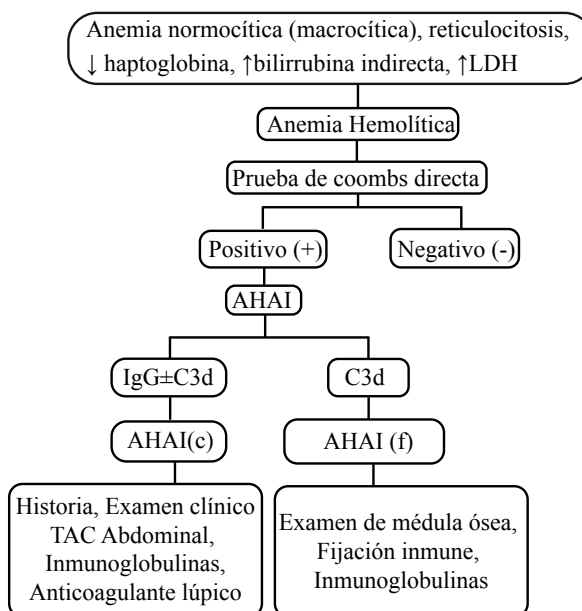 Anemia normocítica (macrocítica), reticulocitosis,
↓ haptoglobina, ↑bilirrubina indirecta, ↑LDH
Anemia Hemolítica
Prueba de coombs directa
Positivo (+)
Negativo (-)
AHAI
IgG±C3d
C3d
AHAI(c)
AHAI (f)
Historia, Examen clínico
TAC Abdominal,
Inmunoglobulinas,
Anticoagulante lúpico
Examen de médula ósea,
Fijación inmune,
Inmunoglobulinas